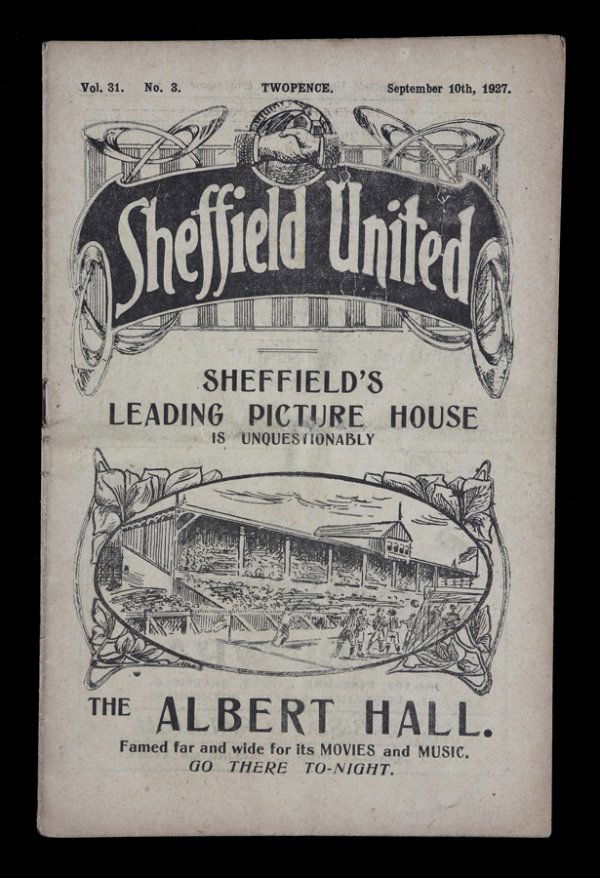 Vol. 31. No. 3. TWOPENCE. September 10th, 1927.
Sheffield United
SHEFFIELD'S
LEADING PICTURE HOUSE
IS UNQUESTIONABLY
THE ALBERT HALL.
Famed far and wide for its MOVIES and MUSIC.
GO THERE TO-NIGHT.